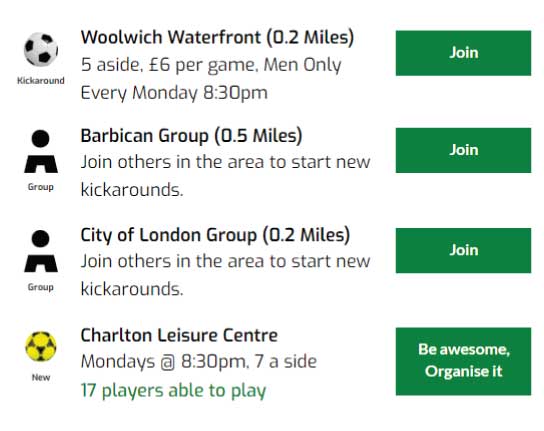 Woolwich Waterfront (0.2 Miles)
5 aside, £6 per game, Men Only
Every Monday 8:30pm
Kickaround
Join
Barbican Group (0.5 Miles)
Join others in the area to start new
kickarounds.
Group
Join
City of London Group (0.2 Miles)
Join others in the area to start new
kickarounds.
Group
Join
Charlton Leisure Centre
Mondays @ 8:30pm, 7 a side
17 players able to play
New
Be awesome,
Organise it